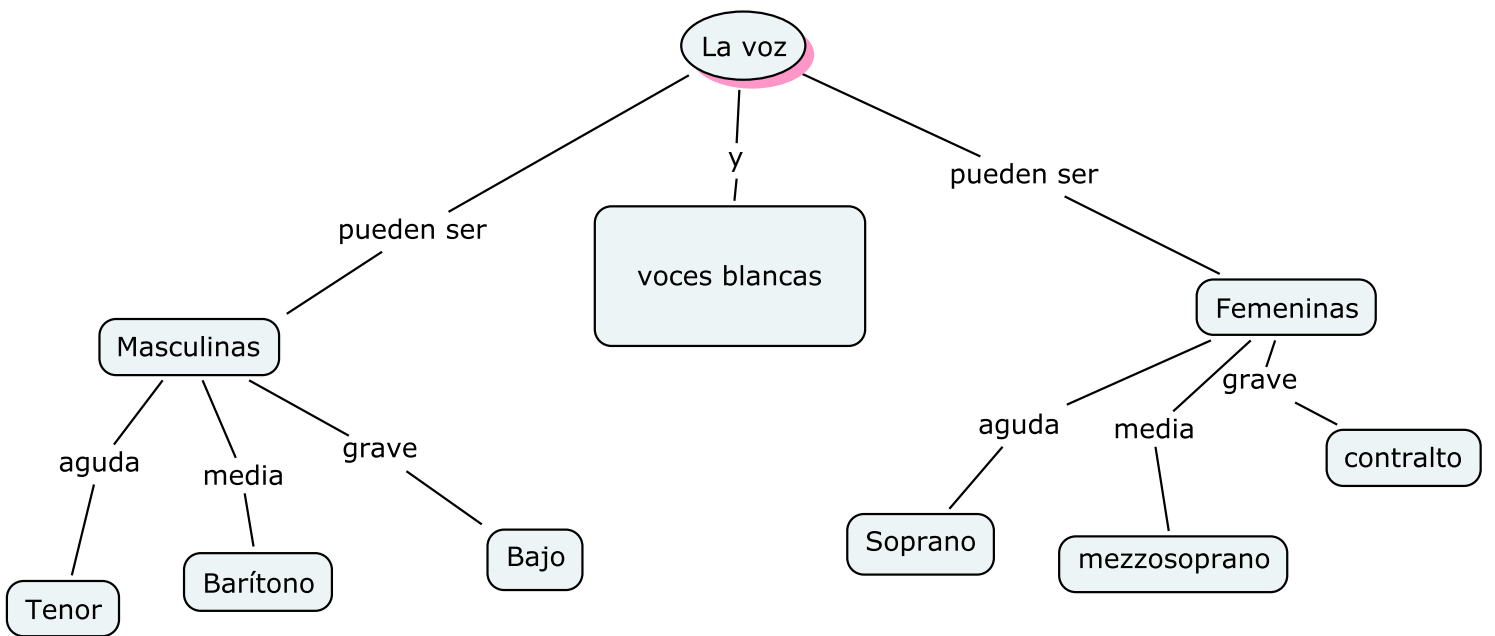 La voz
y
pueden ser
pueden ser
voces blancas
Femeninas
Masculinas
grave
aguda
media
grave
contralto
aguda
media
Soprano
Bajo
mezzosoprano
Barítono
Tenor